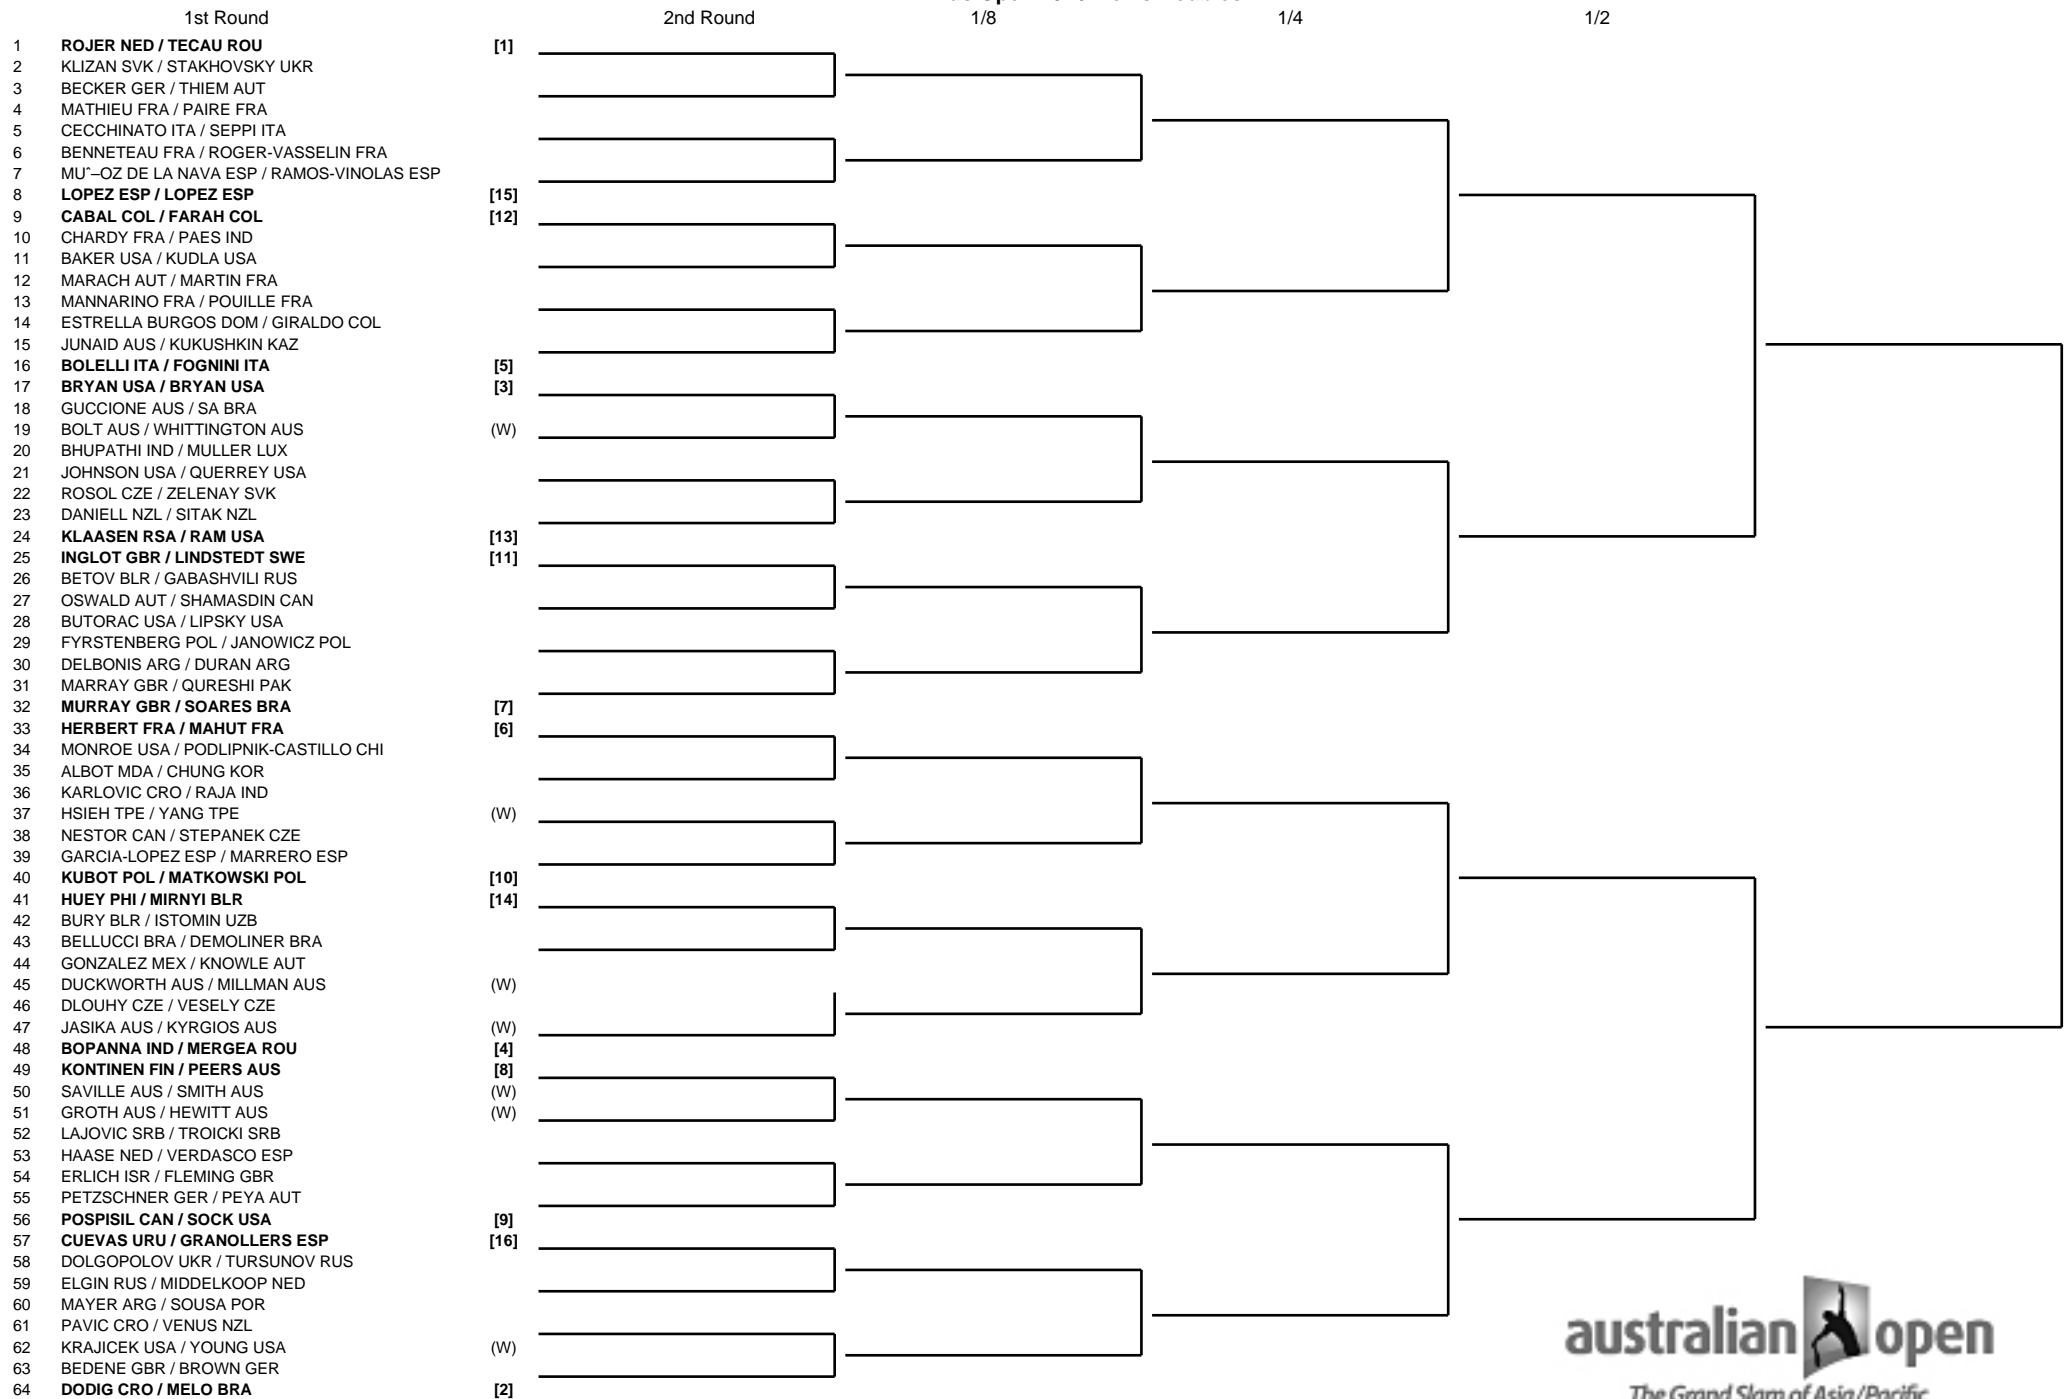 1st Round 2nd Round 1/8 1/4 1/2
1 ROJER NED / TECAU ROU [1]
2 KLIZAN SVK / STAKHOVSKY UKR
3 BECKER GER / THIEM AUT
4 MATHIEU FRA / PAIRE FRA
5 CECCHINATO ITA / SEPPI ITA
6 BENNETEAU FRA / ROGER-VASSELIN FRA
7 MUˆ–OZ DE LA NAVA ESP / RAMOS-VINOLAS ESP
8 LOPEZ ESP / LOPEZ ESP [15]
9 CABAL COL / FARAH COL [12]
10 CHARDY FRA / PAES IND
11 BAKER USA / KUDLA USA
12 MARACH AUT / MARTIN FRA
13 MANNARINO FRA / POUILLE FRA
14 ESTRELLA BURGOS DOM / GIRALDO COL
15 JUNAID AUS / KUKUSHKIN KAZ
16 BOLELLI ITA / FOGNINI ITA [5]
17 BRYAN USA / BRYAN USA [3]
18 GUCCIONE AUS / SA BRA
19 BOLT AUS / WHITTINGTON AUS (W)
20 BHUPATHI IND / MULLER LUX
21 JOHNSON USA / QUERREY USA
22 ROSOL CZE / ZELENAY SVK
23 DANIELL NZL / SITAK NZL
24 KLAASEN RSA / RAM USA [13]
25 INGLOT GBR / LINDSTEDT SWE [11]
26 BETOV BLR / GABASHVILI RUS
27 OSWALD AUT / SHAMASDIN CAN
28 BUTORAC USA / LIPSKY USA
29 FYRSTENBERG POL / JANOWICZ POL
30 DELBONIS ARG / DURAN ARG
31 MARRAY GBR / QURESHI PAK
32 MURRAY GBR / SOARES BRA [7]
33 HERBERT FRA / MAHUT FRA [6]
34 MONROE USA / PODLIPNIK-CASTILLO CHI
35 ALBOT MDA / CHUNG KOR
36 KARLOVIC CRO / RAJA IND
37 HSIEH TPE / YANG TPE (W)
38 NESTOR CAN / STEPANEK CZE
39 GARCIA-LOPEZ ESP / MARRERO ESP
40 KUBOT POL / MATKOWSKI POL [10]
41 HUEY PHI / MIRNYI BLR [14]
42 BURY BLR / ISTOMIN UZB
43 BELLUCCI BRA / DEMOLINER BRA
44 GONZALEZ MEX / KNOWLE AUT
45 DUCKWORTH AUS / MILLMAN AUS (W)
46 DLOUHY CZE / VESELY CZE
47 JASIKA AUS / KYRGIOS AUS (W)
48 BOPANNA IND / MERGEA ROU [4]
49 KONTINEN FIN / PEERS AUS [8]
50 SAVILLE AUS / SMITH AUS (W)
51 GROTH AUS / HEWITT AUS (W)
52 LAJOVIC SRB / TROICKI SRB
53 HAASE NED / VERDASCO ESP
54 ERLICH ISR / FLEMING GBR
55 PETZSCHNER GER / PEYA AUT
56 POSPISIL CAN / SOCK USA [9]
57 CUEVAS URU / GRANOLLERS ESP [16]
58 DOLGOPOLOV UKR / TURSUNOV RUS
59 ELGIN RUS / MIDDELKOOP NED
60 MAYER ARG / SOUSA POR
61 PAVIC CRO / VENUS NZL
62 KRAJICEK USA / YOUNG USA (W)
63 BEDENE GBR / BROWN GER
64 DODIG CRO / MELO BRA [2]
australian open
The Grand Slam of Asia/Pacific